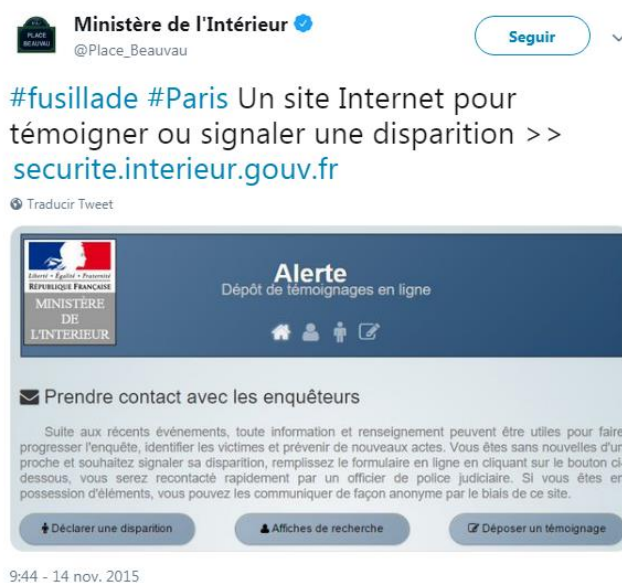 PLACE
BEAUVAU
Ministère de l'Intérieur
@Place_Beauvau
Seguir
#fusillade #Paris Un site Internet pour
témoigner ou signaler une disparition >>
securite.interieur.gouv.fr
Traducir Tweet
Liberté • Égalité • Fraternité
RÉPUBLIQUE FRANÇAISE
MINISTÈRE
DE
L'INTERIEUR
Alerte
Dépôt de témoignages en ligne
Prendre contact avec les enquêteurs
Suite aux récents événements, toute information et renseignement peuvent être utiles pour faire
progresser l'enquête, identifier les victimes et prévenir de nouveaux actes. Vous êtes sans nouvelles d'un
proche et souhaitez signaler sa disparition, remplissez le formulaire en ligne en cliquant sur le bouton ci-
dessous, vous serez recontacté rapidement par un officier de police judiciaire. Si vous êtes en
possession d'éléments, vous pouvez les communiquer de façon anonyme par le biais de ce site.
Déclarer une disparition
Affiches de recherche
Déposer un témoignage
9:44 - 14 nov. 2015